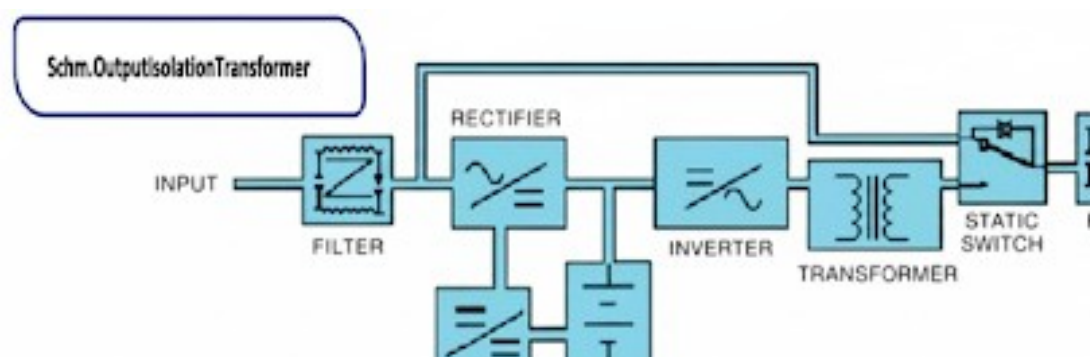 Schm.OutputIsolationTransformer
RECTIFIER
INPUT
FILTER
INVERTER
TRANSFORMER
STATIC
SWITCH